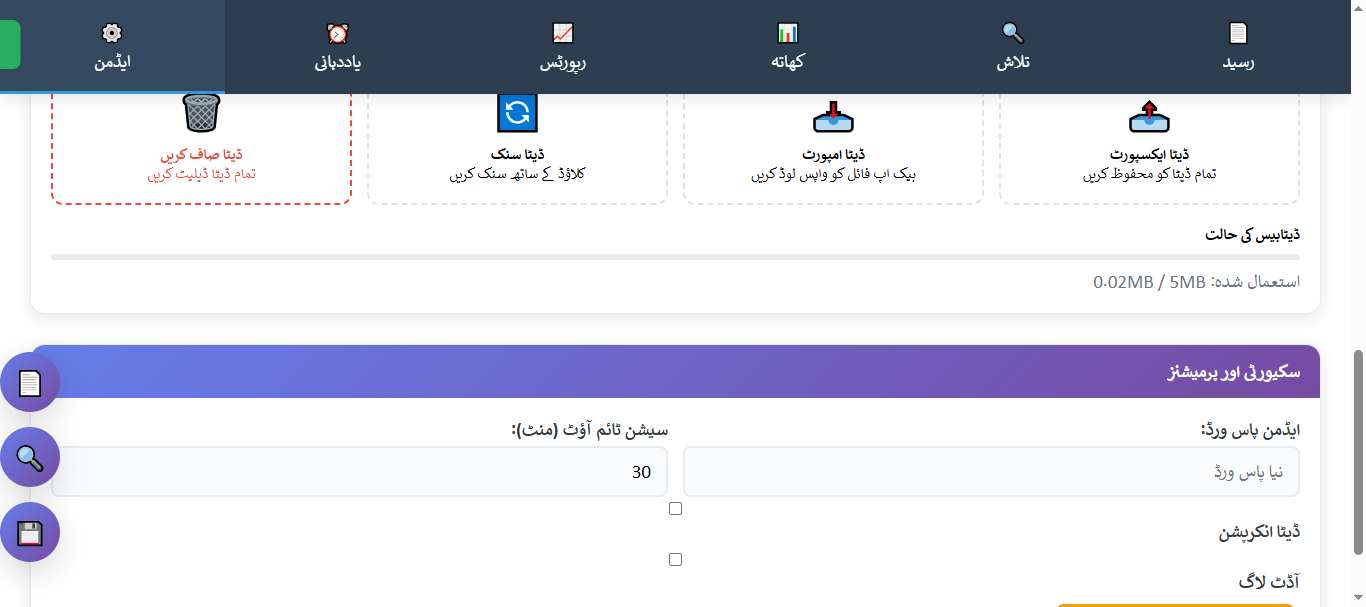 رسید
تلاش
کھاتہ
رپورٹس
یاددہانی
ایڈمن
ڈیٹا ایکسپورٹ
تمام ڈیٹا کو محفوظ کریں
ڈیٹا امپورٹ
بیک اپ فائل کو واپس لوڈ کریں
ڈیٹا سنک
کلاؤڈ کے ساتھ سنک کریں
ڈیٹا صاف کریں
تمام ڈیٹا ڈیلیٹ کریں
ڈیٹابیس کی حالت
استعمال شدہ: 0.02MB / 5MB
سکیورٹی اور پرمیشنز
ایڈمن پاس ورڈ:
نیا پاس ورڈ
سیشن ٹائم آؤٹ (منٹ):
30
ڈیٹا انکرپشن
آڈٹ لاگ